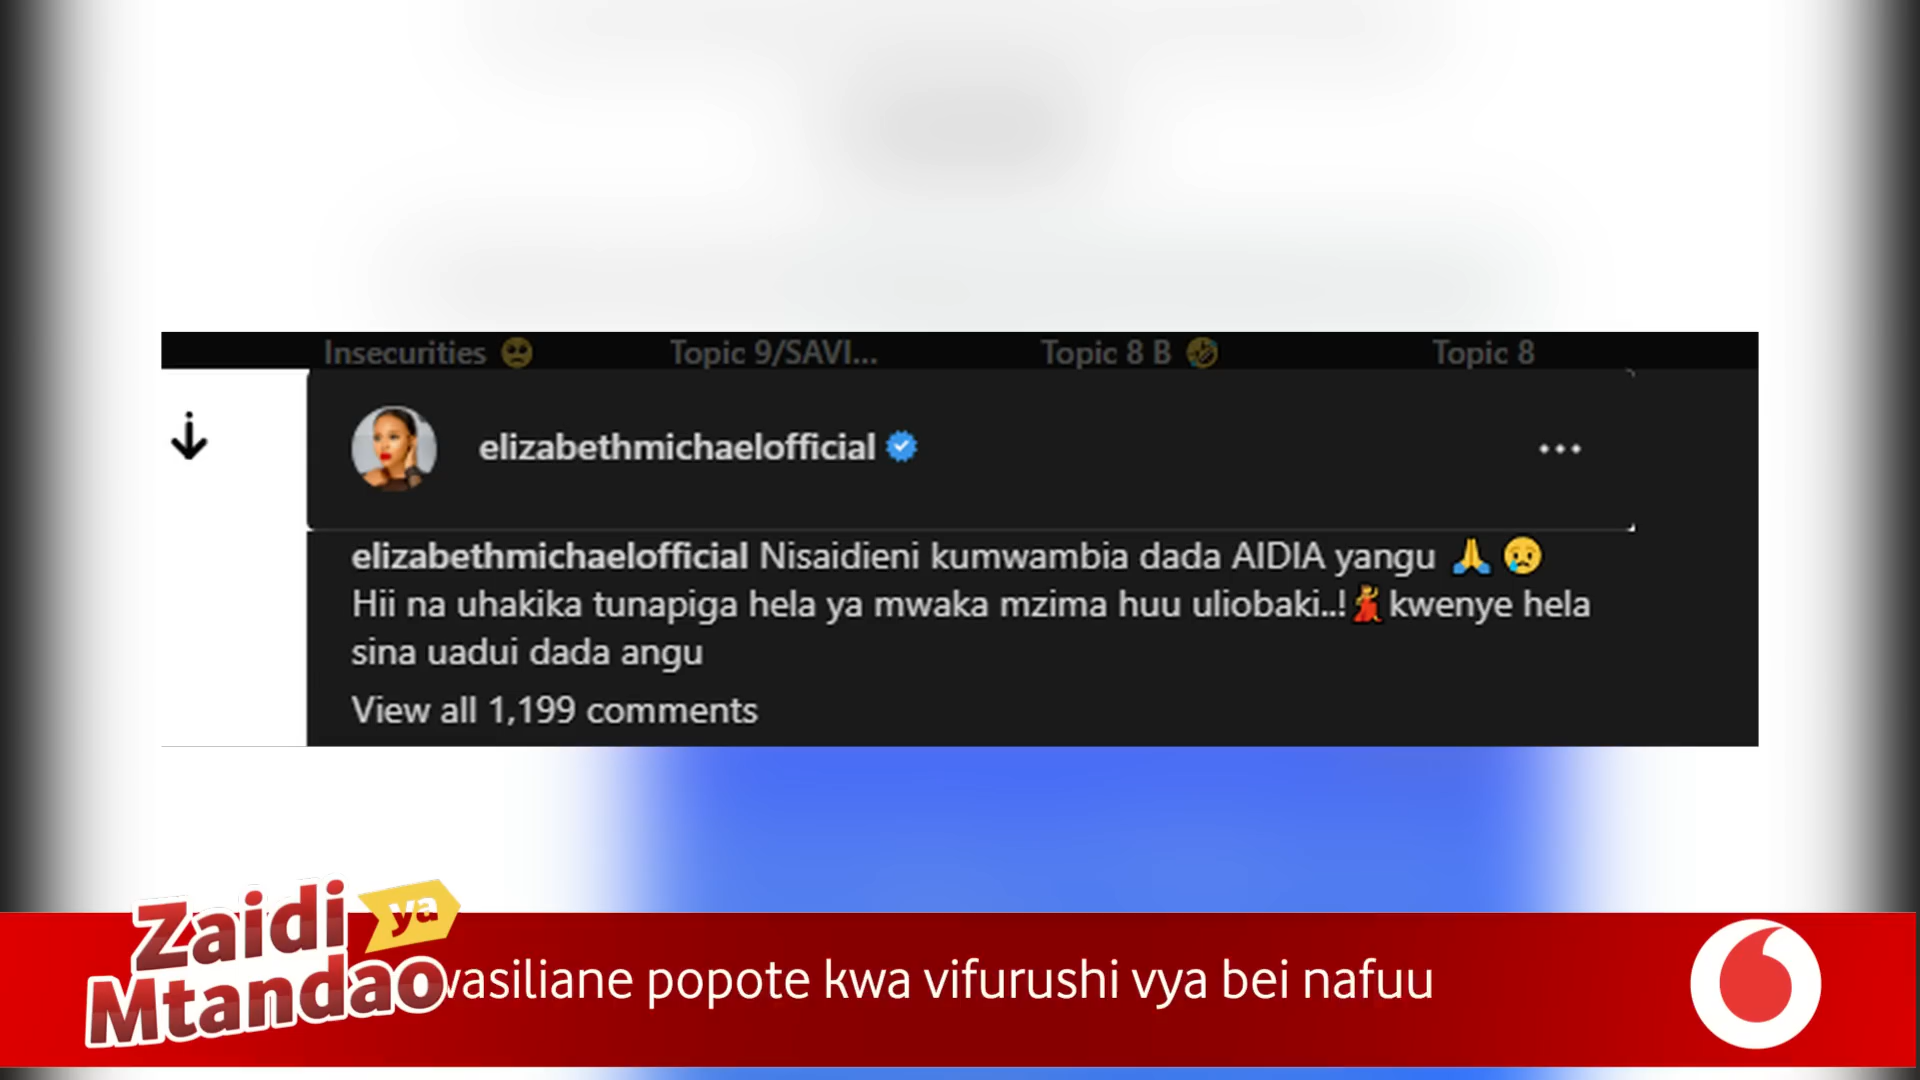 Insecurities 🥺 Topic 9/SAVI... Topic 8 B 🤣 Topic 8
elizabethmichaelofficial
elizabethmichaelofficial Nisaidieni kumwambia dada AIDIA yangu 🙏 😢
Hii na uhakika tunapiga hela ya mwaka mzima huu uliobaki..!💃kwenye hela
sina uadui dada angu
View all 1,199 comments
Zaidi ya
Mtandao
popote kwa vifurushi vya bei nafuu